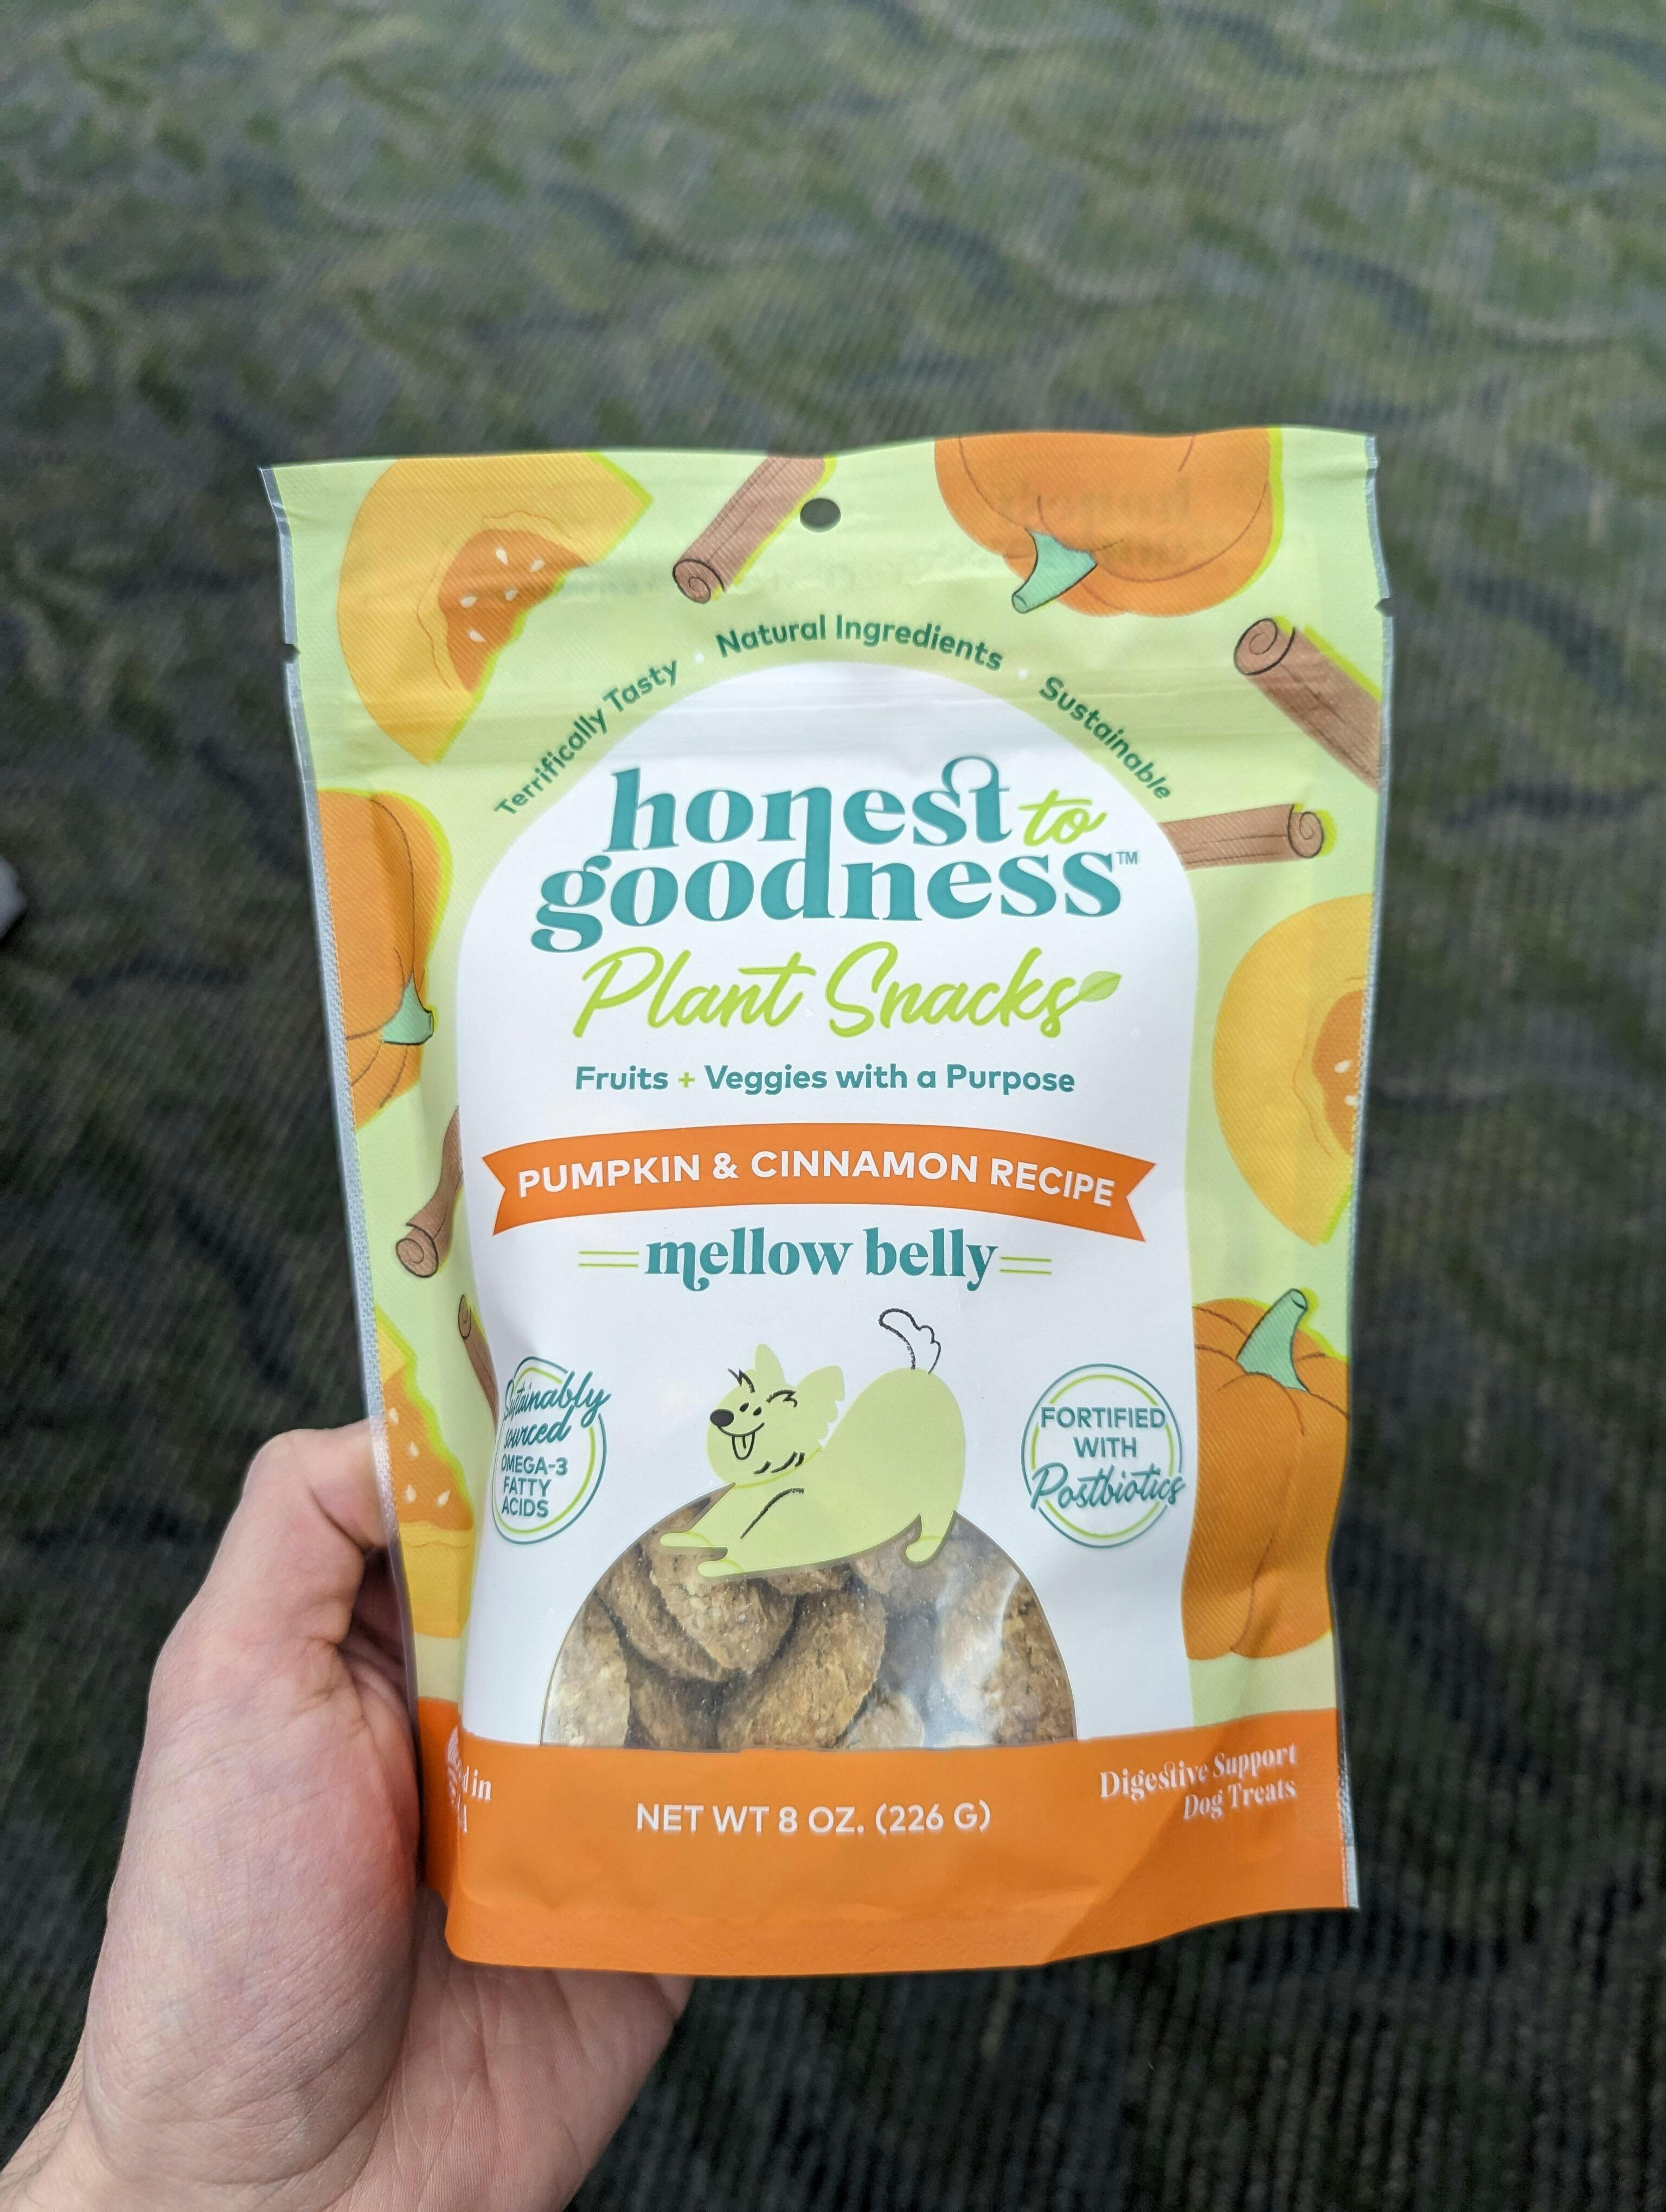 Terrifically Tasty · Natural Ingredients · Sustainable
honest to
goodness™
Plant Snacks
Fruits + Veggies with a Purpose
PUMPKIN & CINNAMON RECIPE
mellow belly
Sustainably
sourced
OMEGA-3
FATTY
ACIDS
FORTIFIED
WITH
Postbiotics
in
NET WT 8 OZ. (226 G)
Digestive Support
Dog Treats